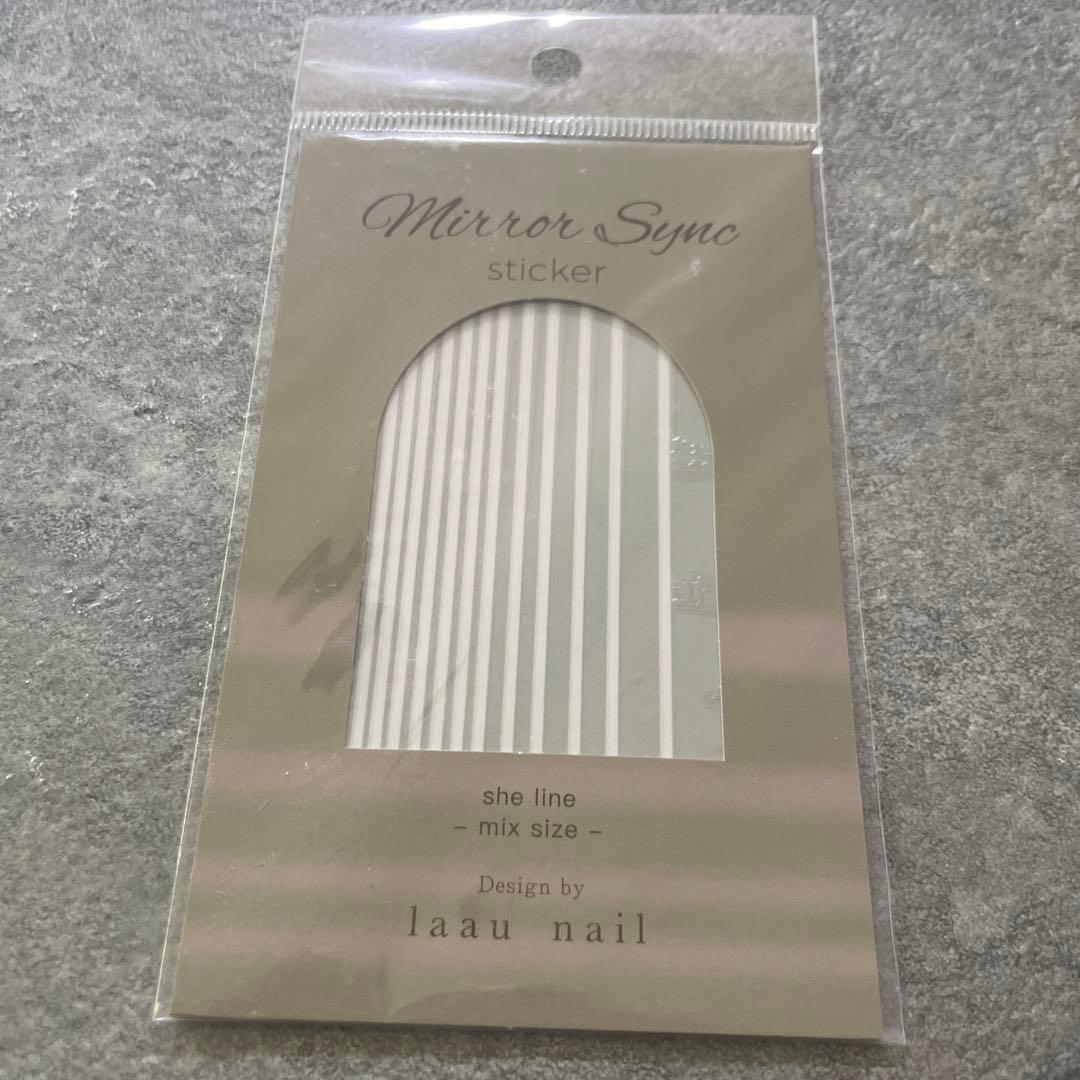 Mirror Sync
sticker
she line
– mix size –
Design by
laau nail